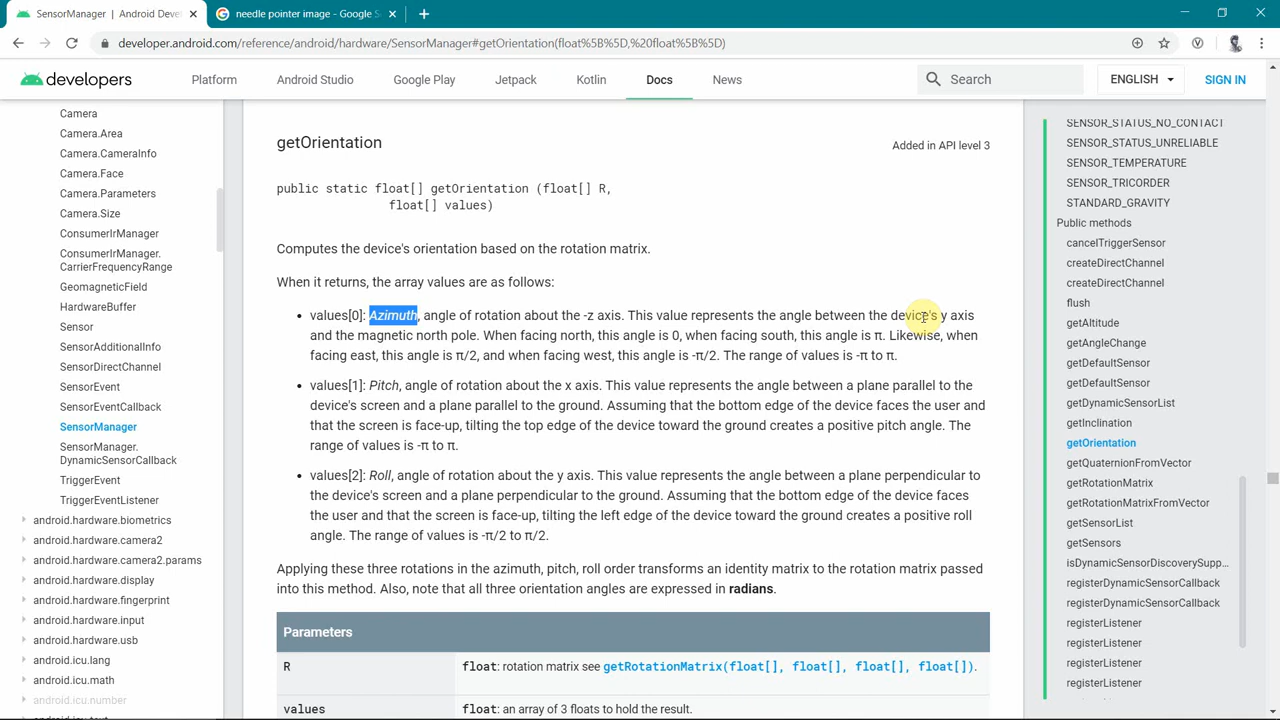 SensorManager | Android Deve
needle pointer image - Google S
developer.android.com/reference/android/hardware/SensorManager#getOrientation(float%5B%5D,%20float%5B%5D)
developers
Platform
Android Studio
Google Play
Jetpack
Kotlin
Docs
News
Search
ENGLISH
SIGN IN
Camera
Camera.Area
Camera.CameraInfo
Camera.Face
Camera.Parameters
Camera.Size
ConsumerIrManager
ConsumerIrManager.
CarrierFrequencyRange
GeomagneticField
HardwareBuffer
Sensor
SensorAdditionalInfo
SensorDirectChannel
SensorEvent
SensorEventCallback
SensorManager
SensorManager.
DynamicSensorCallback
TriggerEvent
TriggerEventListener
android.hardware.biometrics
android.hardware.camera2
android.hardware.camera2.params
android.hardware.display
android.hardware.fingerprint
android.hardware.input
android.hardware.usb
android.icu.lang
android.icu.math
android.icu.number
android.icu.text
getOrientation
Added in API level 3
public static float[] getOrientation (float[] R,
float[] values)
Computes the device's orientation based on the rotation matrix.
When it returns, the array values are as follows:
• values[0]: Azimuth, angle of rotation about the -z axis. This value represents the angle between the device's y axis
and the magnetic north pole. When facing north, this angle is 0, when facing south, this angle is π. Likewise, when
facing east, this angle is π/2, and when facing west, this angle is -π/2. The range of values is -π to π.
• values[1]: Pitch, angle of rotation about the x axis. This value represents the angle between a plane parallel to the
device's screen and a plane parallel to the ground. Assuming that the bottom edge of the device faces the user and
that the screen is face-up, tilting the top edge of the device toward the ground creates a positive pitch angle. The
range of values is -π to π.
• values[2]: Roll, angle of rotation about the y axis. This value represents the angle between a plane perpendicular to
the device's screen and a plane perpendicular to the ground. Assuming that the bottom edge of the device faces
the user and that the screen is face-up, tilting the left edge of the device toward the ground creates a positive roll
angle. The range of values is -π/2 to π/2.
Applying these three rotations in the azimuth, pitch, roll order transforms an identity matrix to the rotation matrix passed
into this method. Also, note that all three orientation angles are expressed in radians.
Parameters
R
float: rotation matrix see getRotationMatrix(float[], float[], float[], float[]).
values
float: an array of 3 floats to hold the result.
SENSOR_STATUS_NO_CONTACT
SENSOR_STATUS_UNRELIABLE
SENSOR_TEMPERATURE
SENSOR_TRICORDER
STANDARD_GRAVITY
Public methods
cancelTriggerSensor
createDirectChannel
createDirectChannel
flush
getAltitude
getAngleChange
getDefaultSensor
getDefaultSensor
getDynamicSensorList
getInclination
getOrientation
getQuaternionFromVector
getRotationMatrix
getRotationMatrixFromVector
getSensorList
getSensors
isDynamicSensorDiscoverySupp...
registerDynamicSensorCallback
registerDynamicSensorCallback
registerListener
registerListener
registerListener
registerListener